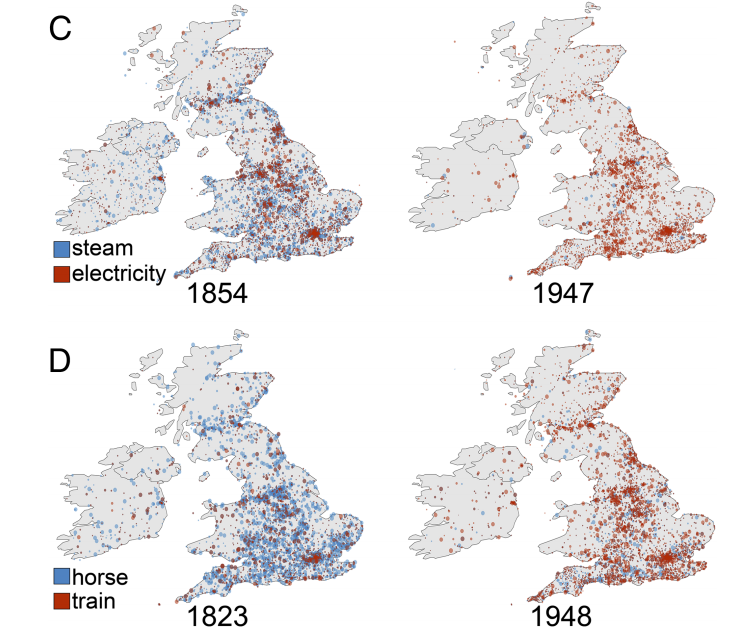 C
steam
electricity
1854
1947
D
horse
train
1823
1948